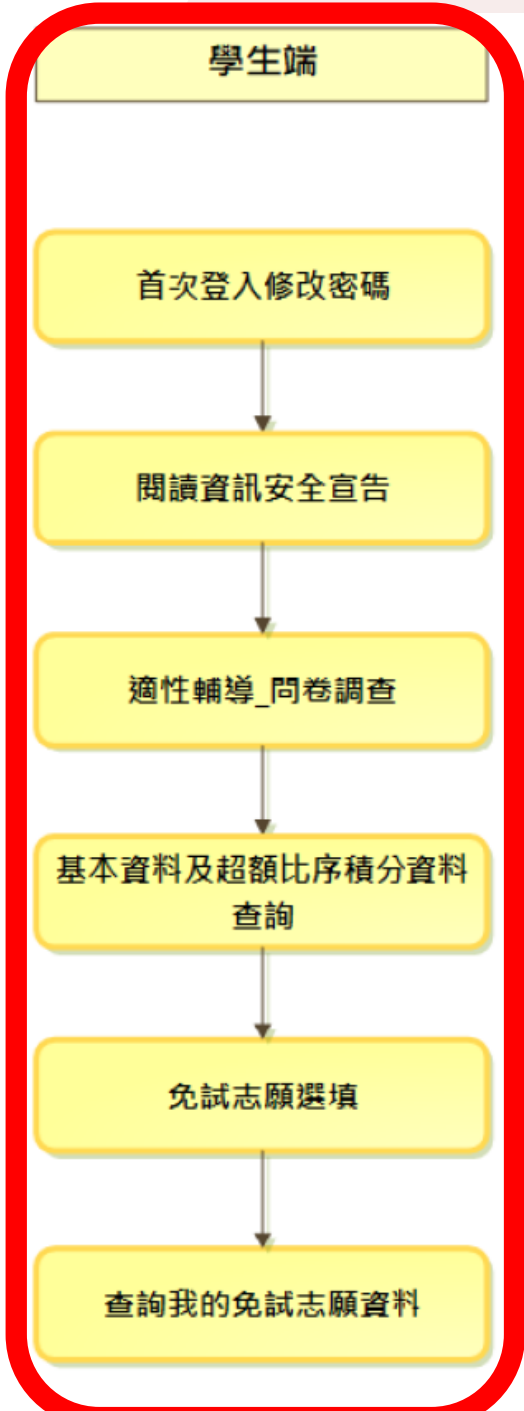 學生端
首次登入修改密碼
閱讀資訊安全宣告
適性輔導_問卷調查
基本資料及超額比序積分資料
查詢
免試志願選填
查詢我的免試志願資料